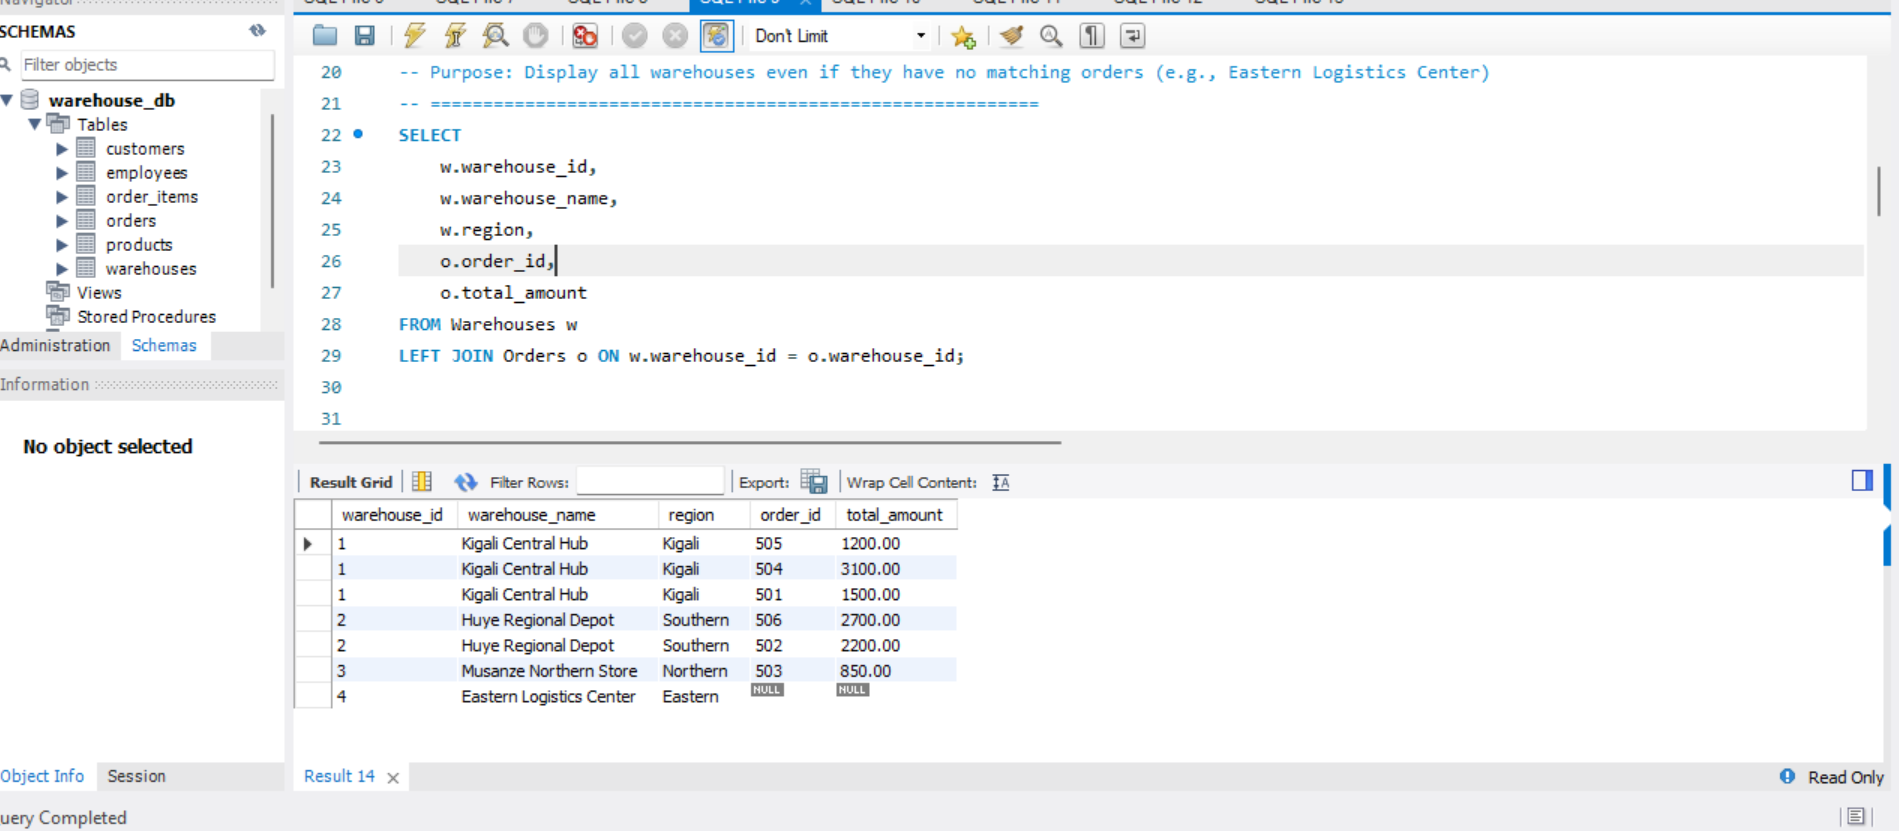 SCHEMAS
Filter objects
warehouse_db
Tables
customers
employees
order_items
orders
products
warehouses
Views
Stored Procedures
Administration Schemas
Information
No object selected
Object Info Session
Don't Limit
20 -- Purpose: Display all warehouses even if they have no matching orders (e.g., Eastern Logistics Center)
21 -- ==========================================================
22 SELECT
23 w.warehouse_id,
24 w.warehouse_name,
25 w.region,
26 o.order_id,
27 o.total_amount
28 FROM Warehouses w
29 LEFT JOIN Orders o ON w.warehouse_id = o.warehouse_id;
30
31
Result Grid Filter Rows: Export: Wrap Cell Content:
warehouse_id warehouse_name region order_id total_amount
1 Kigali Central Hub Kigali 505 1200.00
1 Kigali Central Hub Kigali 504 3100.00
1 Kigali Central Hub Kigali 501 1500.00
2 Huye Regional Depot Southern 506 2700.00
2 Huye Regional Depot Southern 502 2200.00
3 Musanze Northern Store Northern 503 850.00
4 Eastern Logistics Center Eastern NULL NULL
Result 14 Read Only
uery Completed